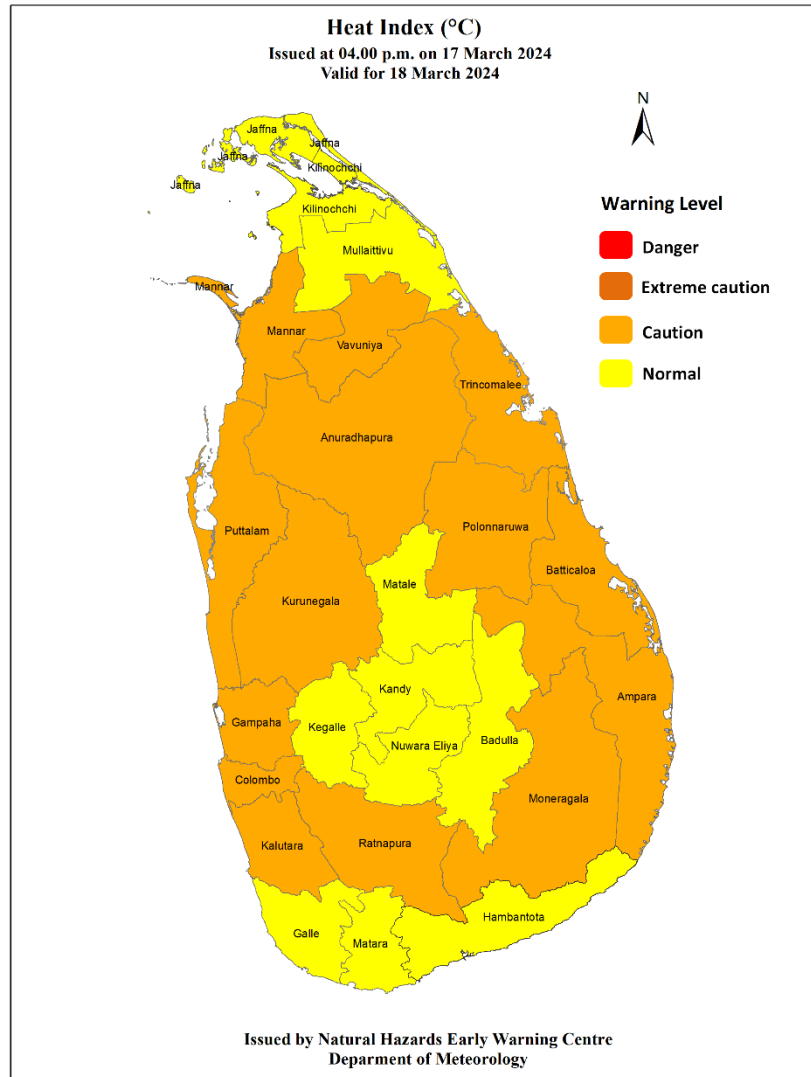 Heat Index (°C)
Issued at 04.00 p.m. on 17 March 2024
Valid for 18 March 2024
N
Warning Level
Danger
Extreme caution
Caution
Normal
Jaffna
Jaffna
Jaffna
Kilinochchi
Jaffna
Kilinochchi
Mullaittivu
Mannar
Mannar
Vavuniya
Trincomalee
Anuradhapura
Puttalam
Polonnaruwa
Batticaloa
Matale
Kurunegala
Kandy
Ampara
Kegalle
Gampaha
Nuwara Eliya
Badulla
Colombo
Moneragala
Kalutara
Ratnapura
Hambantota
Galle
Matara
Issued by Natural Hazards Early Warning Centre
Deparment of Meteorology